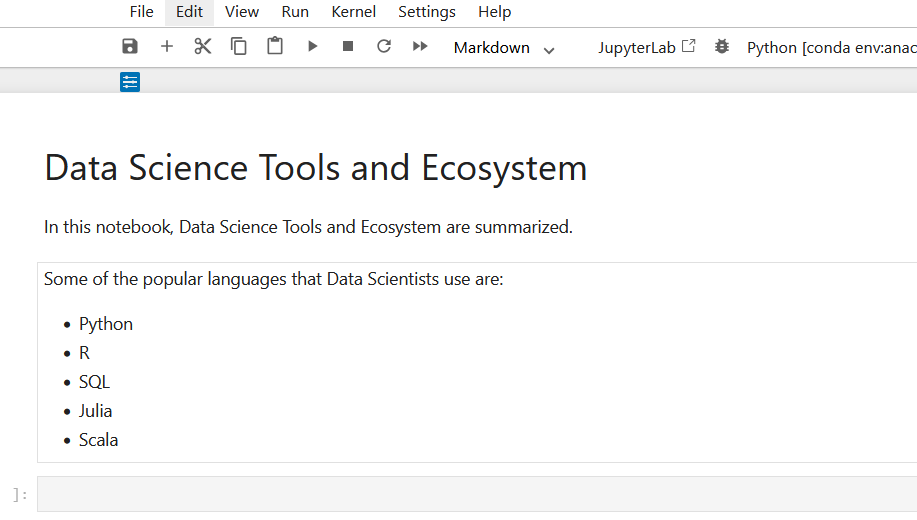 File Edit View Run Kernel Settings Help
Markdown JupyterLab Python [conda env:anac
Data Science Tools and Ecosystem
In this notebook, Data Science Tools and Ecosystem are summarized.
Some of the popular languages that Data Scientists use are:
• Python
• R
• SQL
• Julia
• Scala
]: